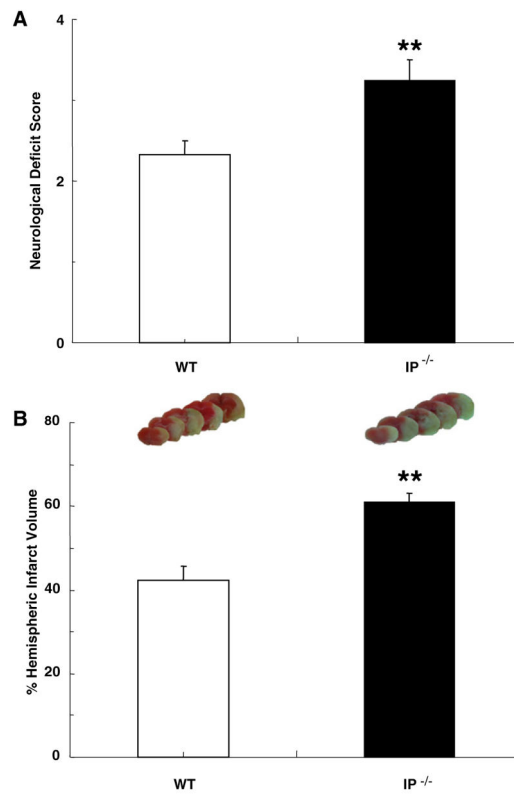 A
4
**
Neurological Deficit Score
2
0
WT
IP -/-
B
80
**
% Hemispheric Infarct Volume
60
40
20
0
WT
IP -/-